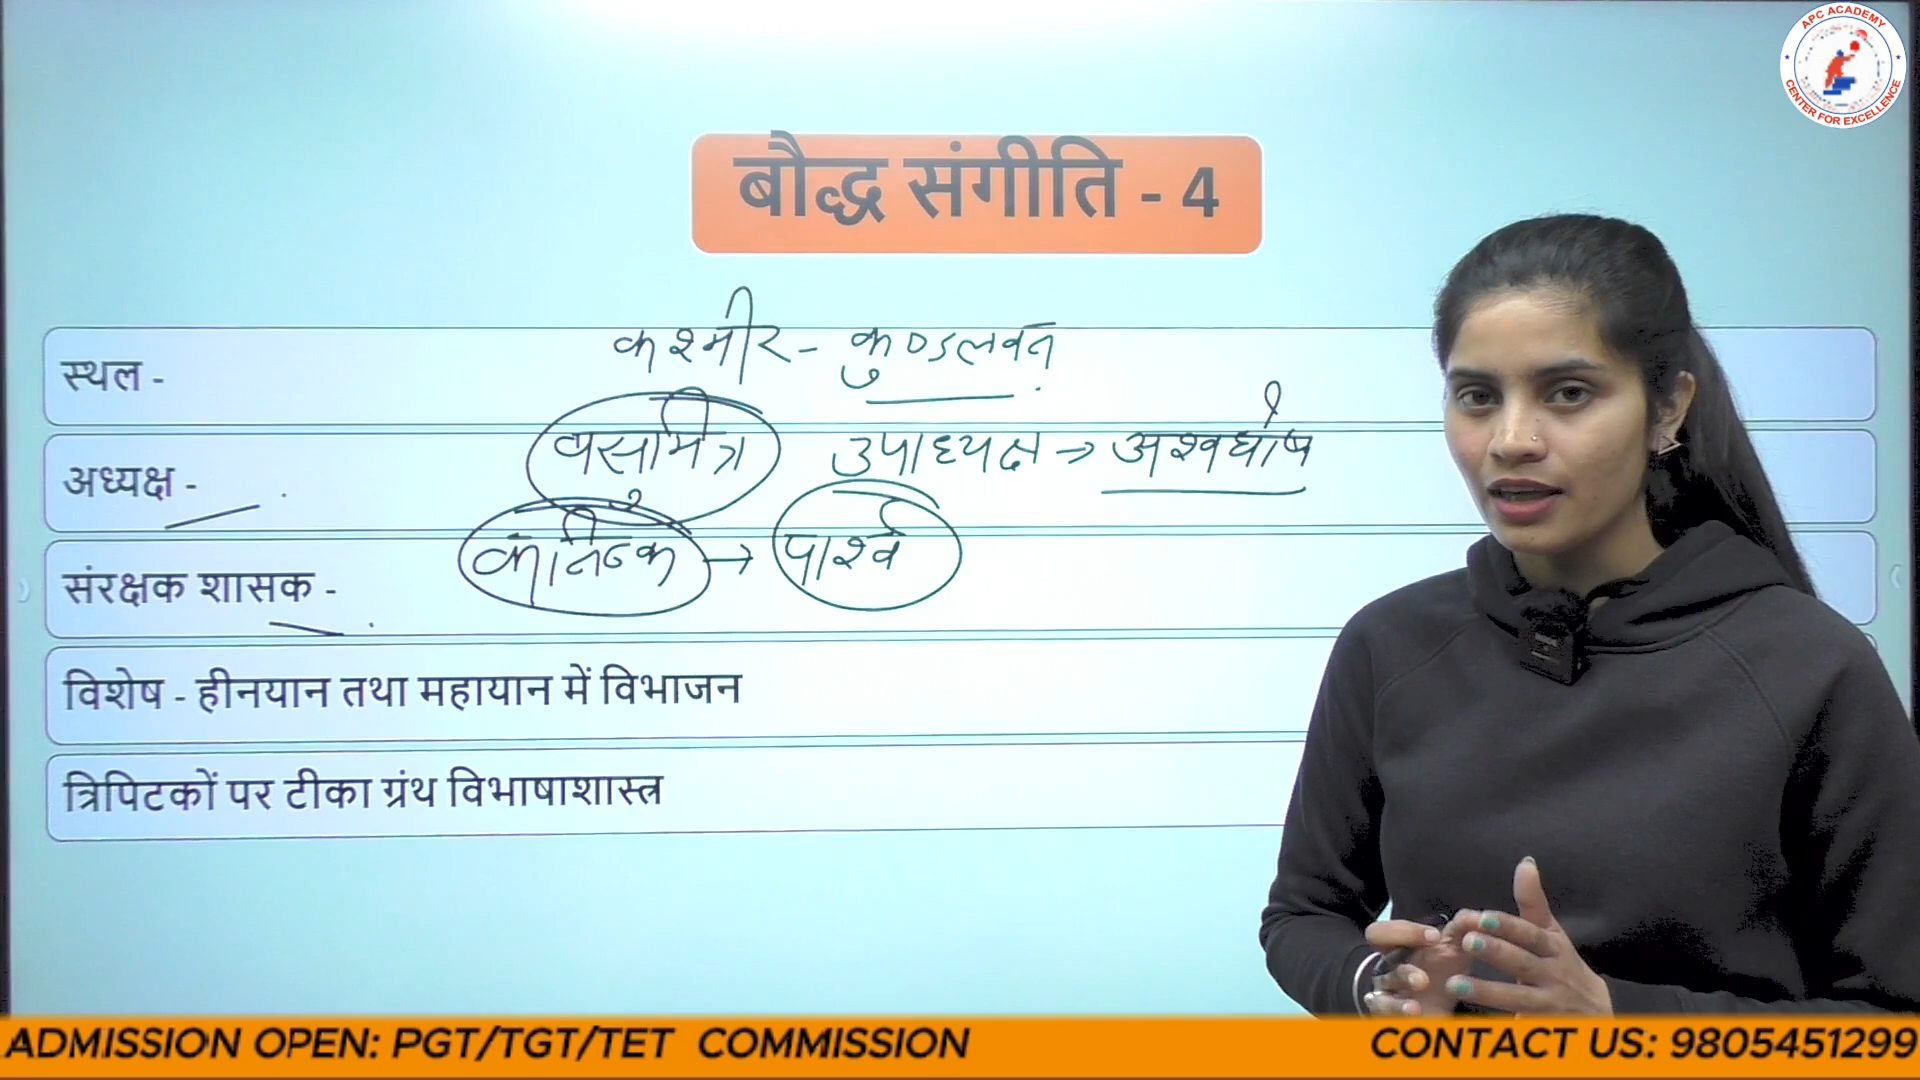 APC ACADEMY
CENTER FOR EXCELLENCE
बौद्ध संगीति - 4
स्थल - कश्मीर - कुण्डलवन
अध्यक्ष - वसुमित्र उपाध्यक्ष → अश्वघोष
संरक्षक शासक - कनिष्क → पार्श्व
विशेष - हीनयान तथा महायान में विभाजन
त्रिपिटकों पर टीका ग्रंथ विभाषाशास्त्र
ADMISSION OPEN: PGT/TGT/TET COMMISSION CONTACT US: 9805451299